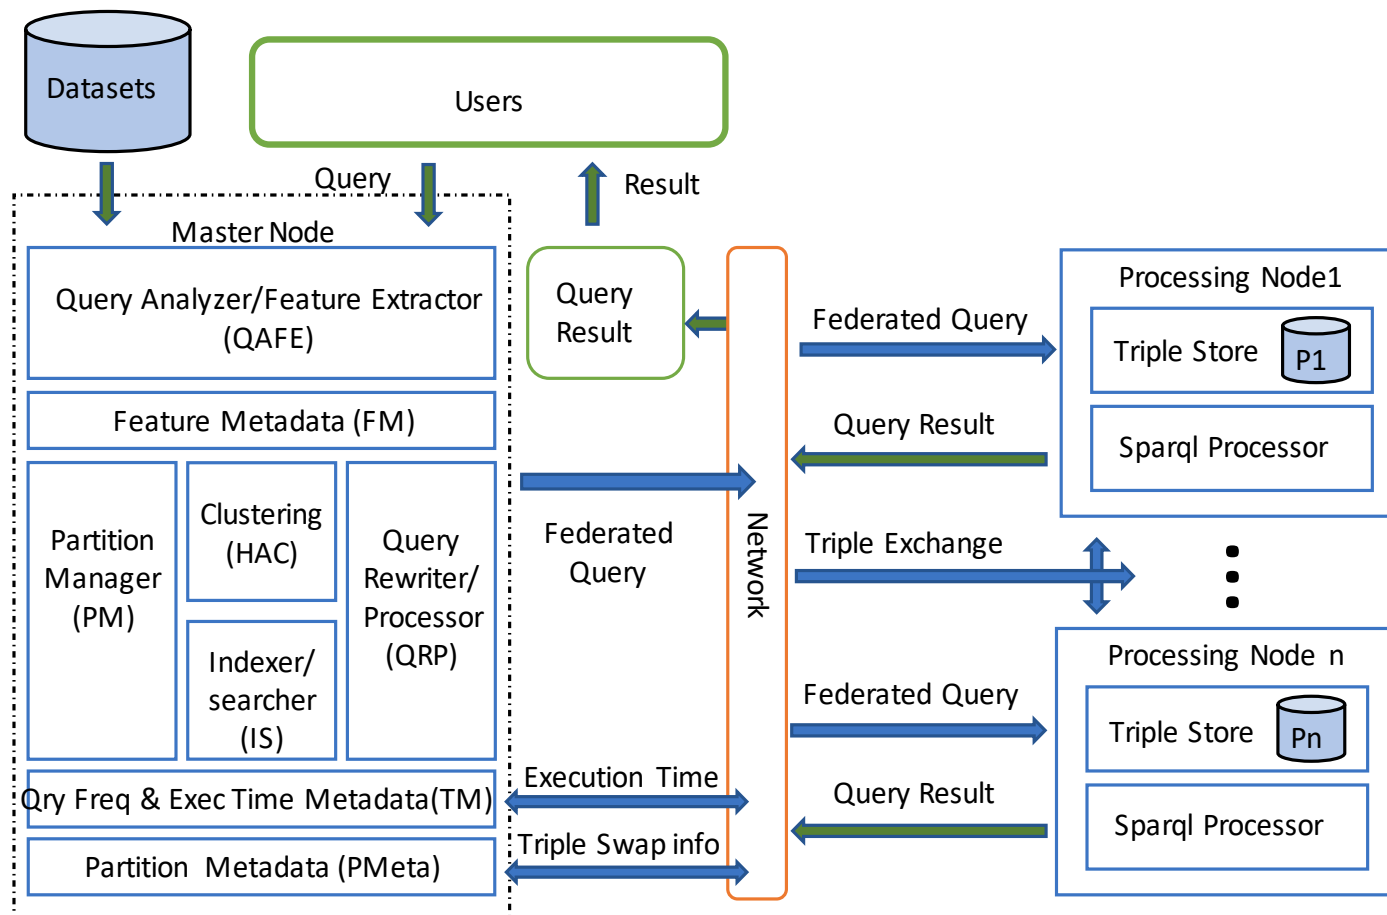 Datasets
Users
Query
Result
Master Node
Query Analyzer/Feature Extractor
(QAFE)
Feature Metadata (FM)
Partition
Manager
(PM)
Clustering
(HAC)
Indexer/
searcher
(IS)
Query
Rewriter/
Processor
(QRP)
Qry Freq & Exec Time Metadata(TM)
Partition Metadata (PMeta)
Query
Result
Federated
Query
Execution Time
Triple Swap info
Network
Federated Query
Query Result
Triple Exchange
Federated Query
Query Result
Processing Node1
Triple Store
P1
Sparql Processor
Processing Node n
Triple Store
Pn
Sparql Processor